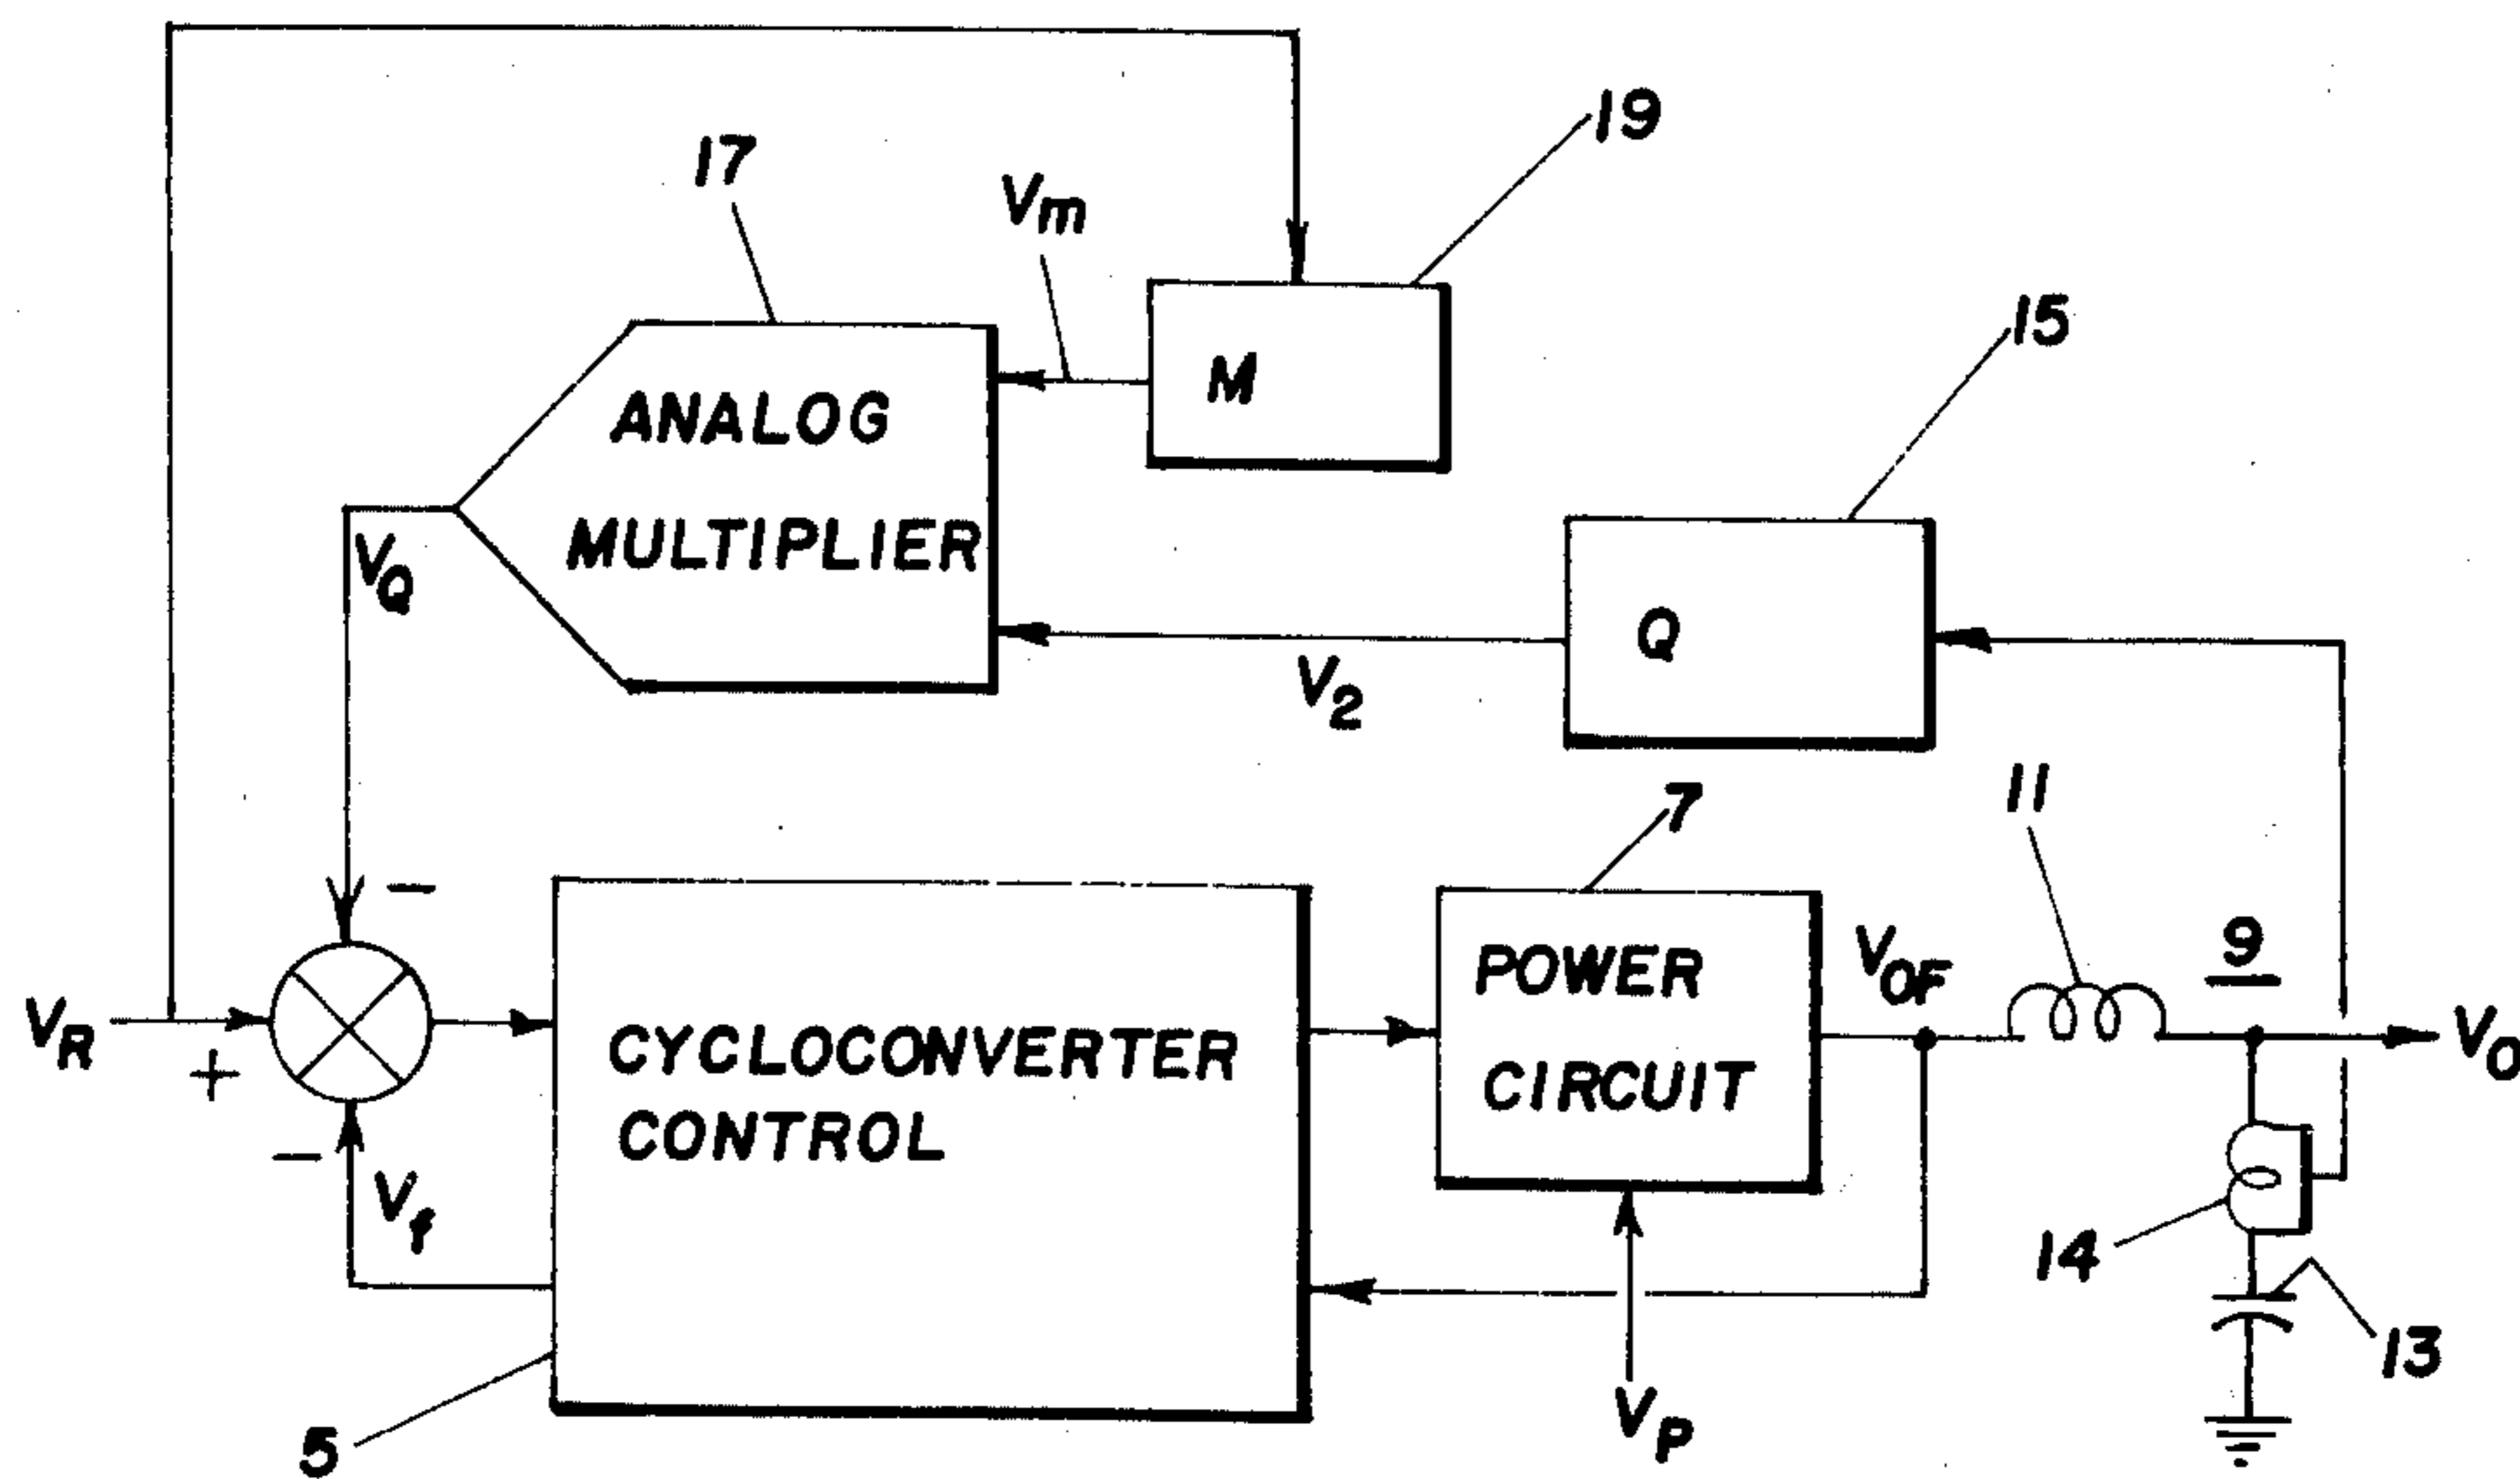 19
17
Vm
15
ANALOG
MULTIPLIER
M
VQ
Q
V2
7
11
−
POWER
CIRCUIT
VOF
9
VR
+
CYCLOCONVERTER
CONTROL
VO
−
Vf
14
13
VP
5